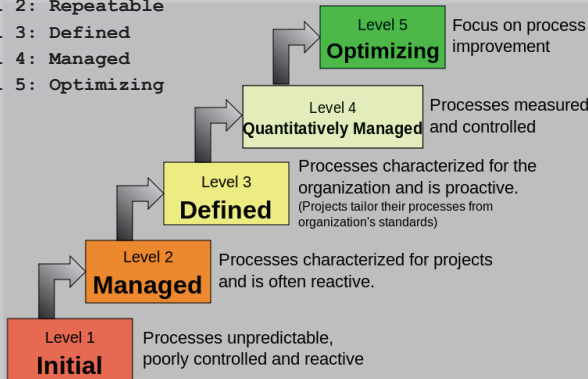 2: Repeatable
3: Defined
4: Managed
5: Optimizing
Level 5
Optimizing
Focus on process
improvement
Level 4
Quantitatively Managed
Processes measured
and controlled
Level 3
Defined
Processes characterized for the
organization and is proactive.
(Projects tailor their processes from
organization's standards)
Level 2
Managed
Processes characterized for projects
and is often reactive.
Level 1
Initial
Processes unpredictable,
poorly controlled and reactive